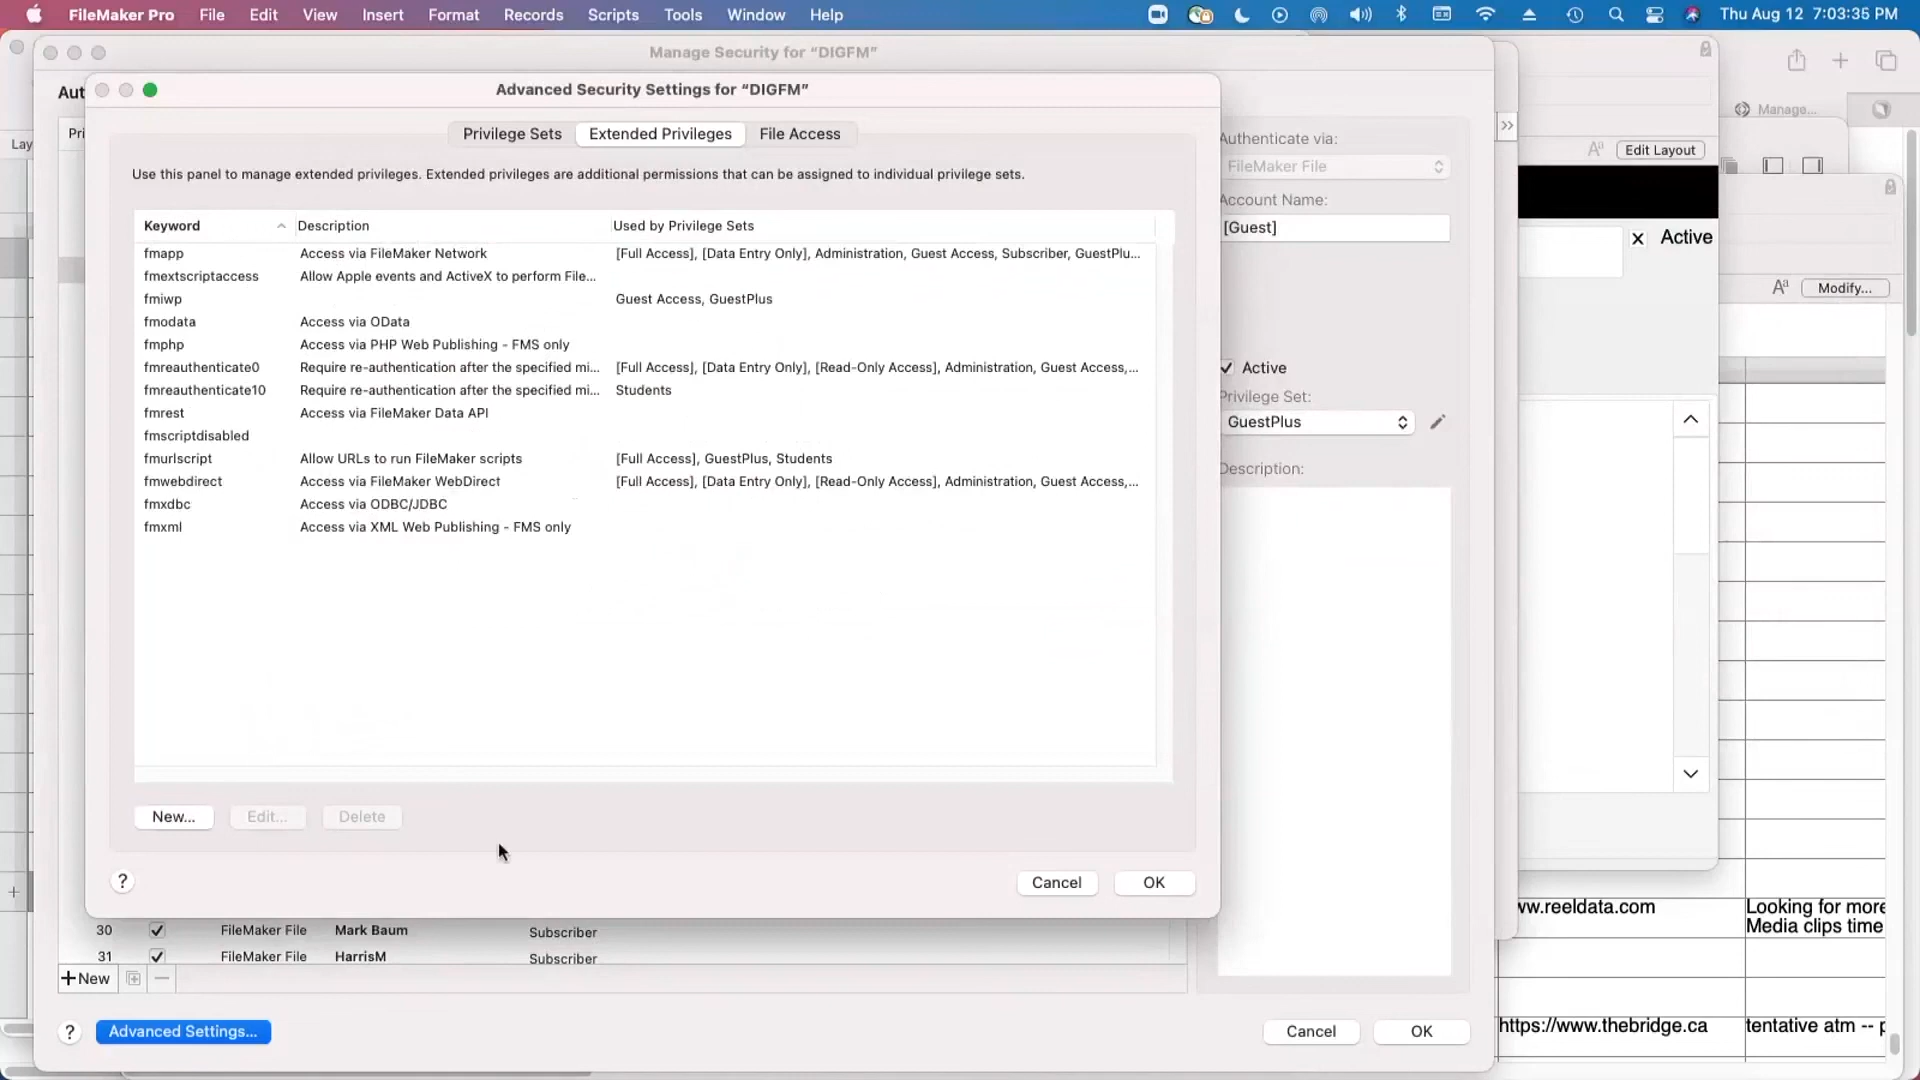 FileMaker Pro File Edit View Insert Format Records Scripts Tools Window Help Thu Aug 12 7:03:35 PM
Manage Security for “DIGFM”
Advanced Security Settings for “DIGFM”
Privilege Sets Extended Privileges File Access
Use this panel to manage extended privileges. Extended privileges are additional permissions that can be assigned to individual privilege sets.
Keyword Description Used by Privilege Sets
fmapp Access via FileMaker Network [Full Access], [Data Entry Only], Administration, Guest Access, Subscriber, GuestPlu...
fmextscriptaccess Allow Apple events and ActiveX to perform File...
fmiwp Guest Access, GuestPlus
fmodata Access via OData
fmphp Access via PHP Web Publishing - FMS only
fmreauthenticate0 Require re-authentication after the specified mi... [Full Access], [Data Entry Only], [Read-Only Access], Administration, Guest Access,...
fmreauthenticate10 Require re-authentication after the specified mi... Students
fmrest Access via FileMaker Data API
fmscriptdisabled
fmurlscript Allow URLs to run FileMaker scripts [Full Access], GuestPlus, Students
fmwebdirect Access via FileMaker WebDirect [Full Access], [Data Entry Only], [Read-Only Access], Administration, Guest Access,...
fmxdbc Access via ODBC/JDBC
fmxml Access via XML Web Publishing - FMS only
New... Edit... Delete
? Cancel OK
Aut
Pri
Lay
Authenticate via:
FileMaker File
Account Name:
[Guest]
Active
Privilege Set:
GuestPlus
Description:
30 FileMaker File Mark Baum Subscriber
31 FileMaker File HarrisM Subscriber
+ New
? Advanced Settings... Cancel OK
Manage...
Edit Layout
X Active
Modify...
ww.reeldata.com Looking for more
Media clips time
https://www.thebridge.ca tentative atm -- p